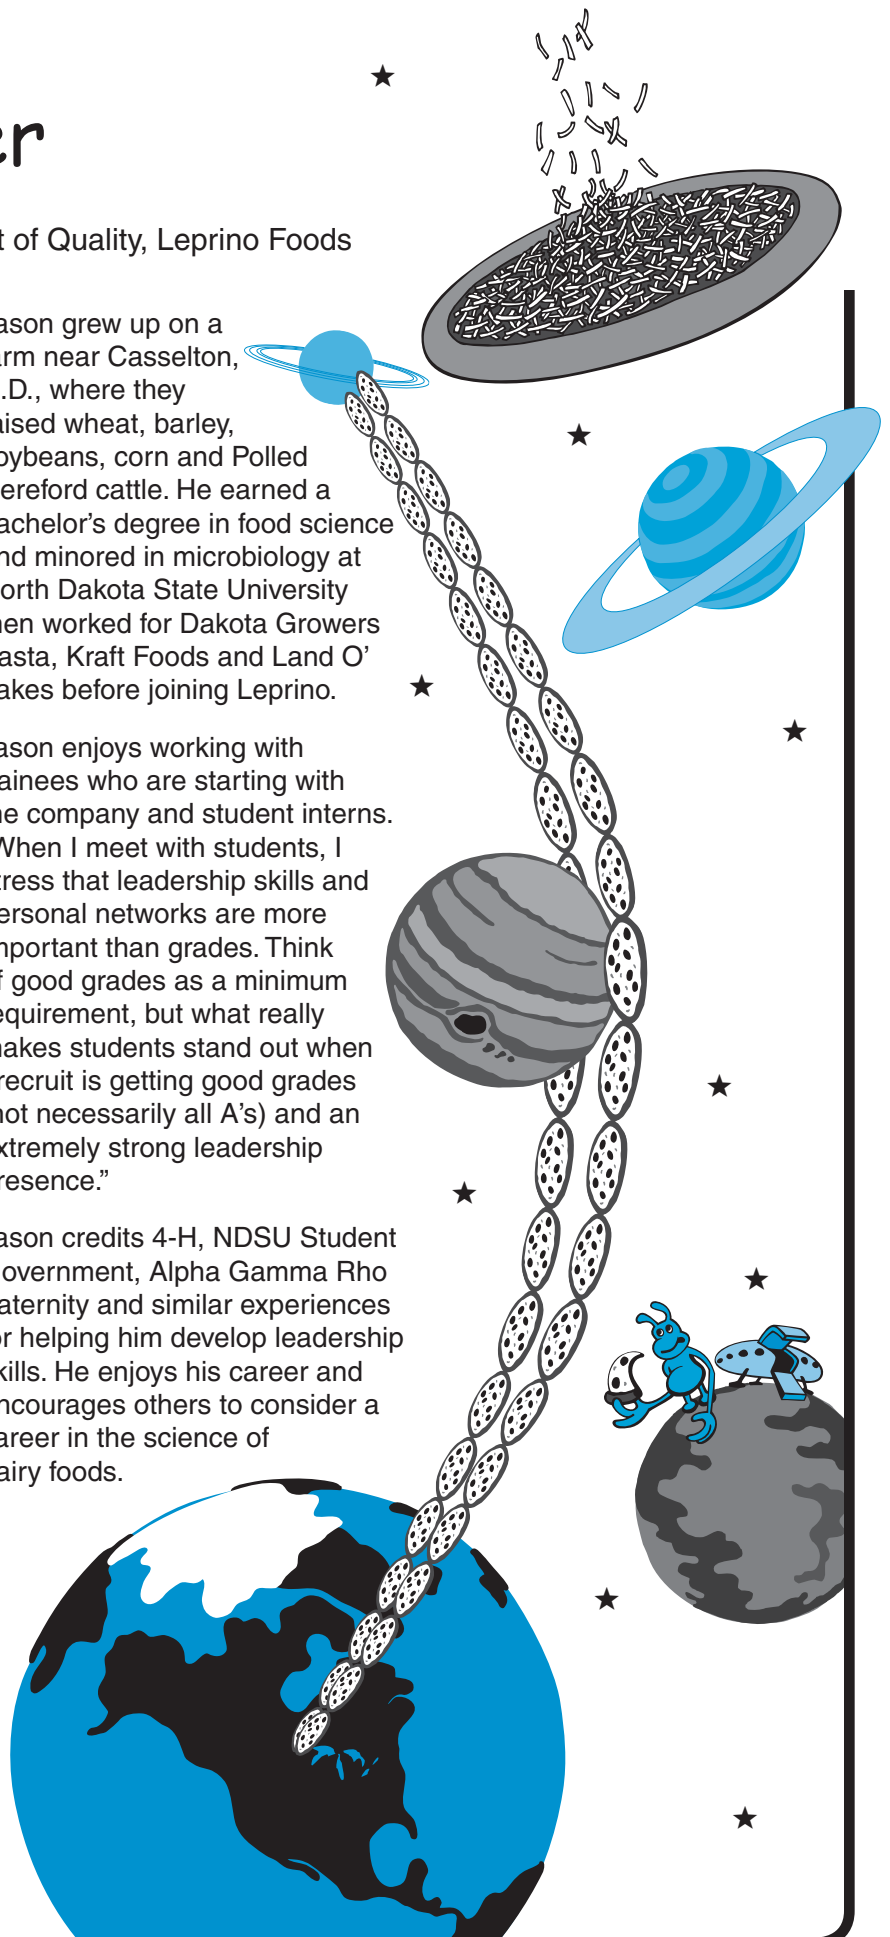 er
t of Quality, Leprino Foods
ason grew up on a
arm near Casselton,
.D., where they
aised wheat, barley,
oybeans, corn and Polled
ereford cattle. He earned a
achelor’s degree in food science
nd minored in microbiology at
orth Dakota State University
hen worked for Dakota Growers
asta, Kraft Foods and Land O’
akes before joining Leprino.
ason enjoys working with
ainees who are starting with
he company and student interns.
When I meet with students, I
tress that leadership skills and
ersonal networks are more
mportant than grades. Think
f good grades as a minimum
equirement, but what really
nakes students stand out when
recruit is getting good grades
not necessarily all A’s) and an
xtremely strong leadership
resence.”
ason credits 4-H, NDSU Student
overnment, Alpha Gamma Rho
aternity and similar experiences
or helping him develop leadership
kills. He enjoys his career and
ncourages others to consider a
areer in the science of
airy foods.